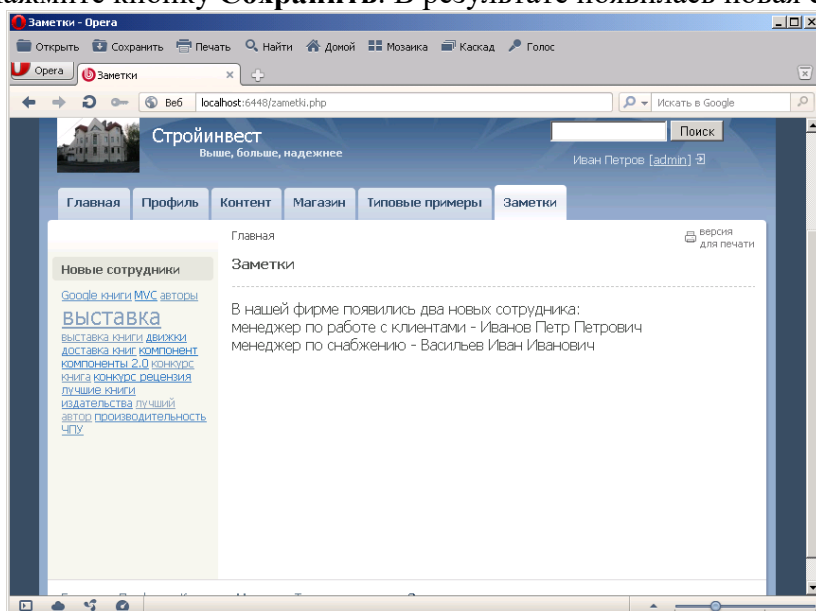 Нажмите кнопку Сохранить. В результате появилась новая с
Заметки - Opera
Открыть Сохранить Печать Найти Домой Мозаика Каскад Голос
Opera Заметки
Веб localhost:6448/zametki.php Искать в Google
Стройинвест
Выше, больше, надежнее
Поиск
Иван Петров [admin]
Главная Профиль Контент Магазин Типовые примеры Заметки
Главная
версия
для печати
Новые сотрудники
Google книги MVC авторы
выставка
выставка книги движки
доставка книг компонент
компоненты 2.0 конкурс
книга конкурс рецензия
лучшие книги
издательства лучший
автор производительность
ЧПУ
Заметки
В нашей фирме появились два новых сотрудника:
менеджер по работе с клиентами - Иванов Петр Петрович
менеджер по снабжению - Васильев Иван Иванович